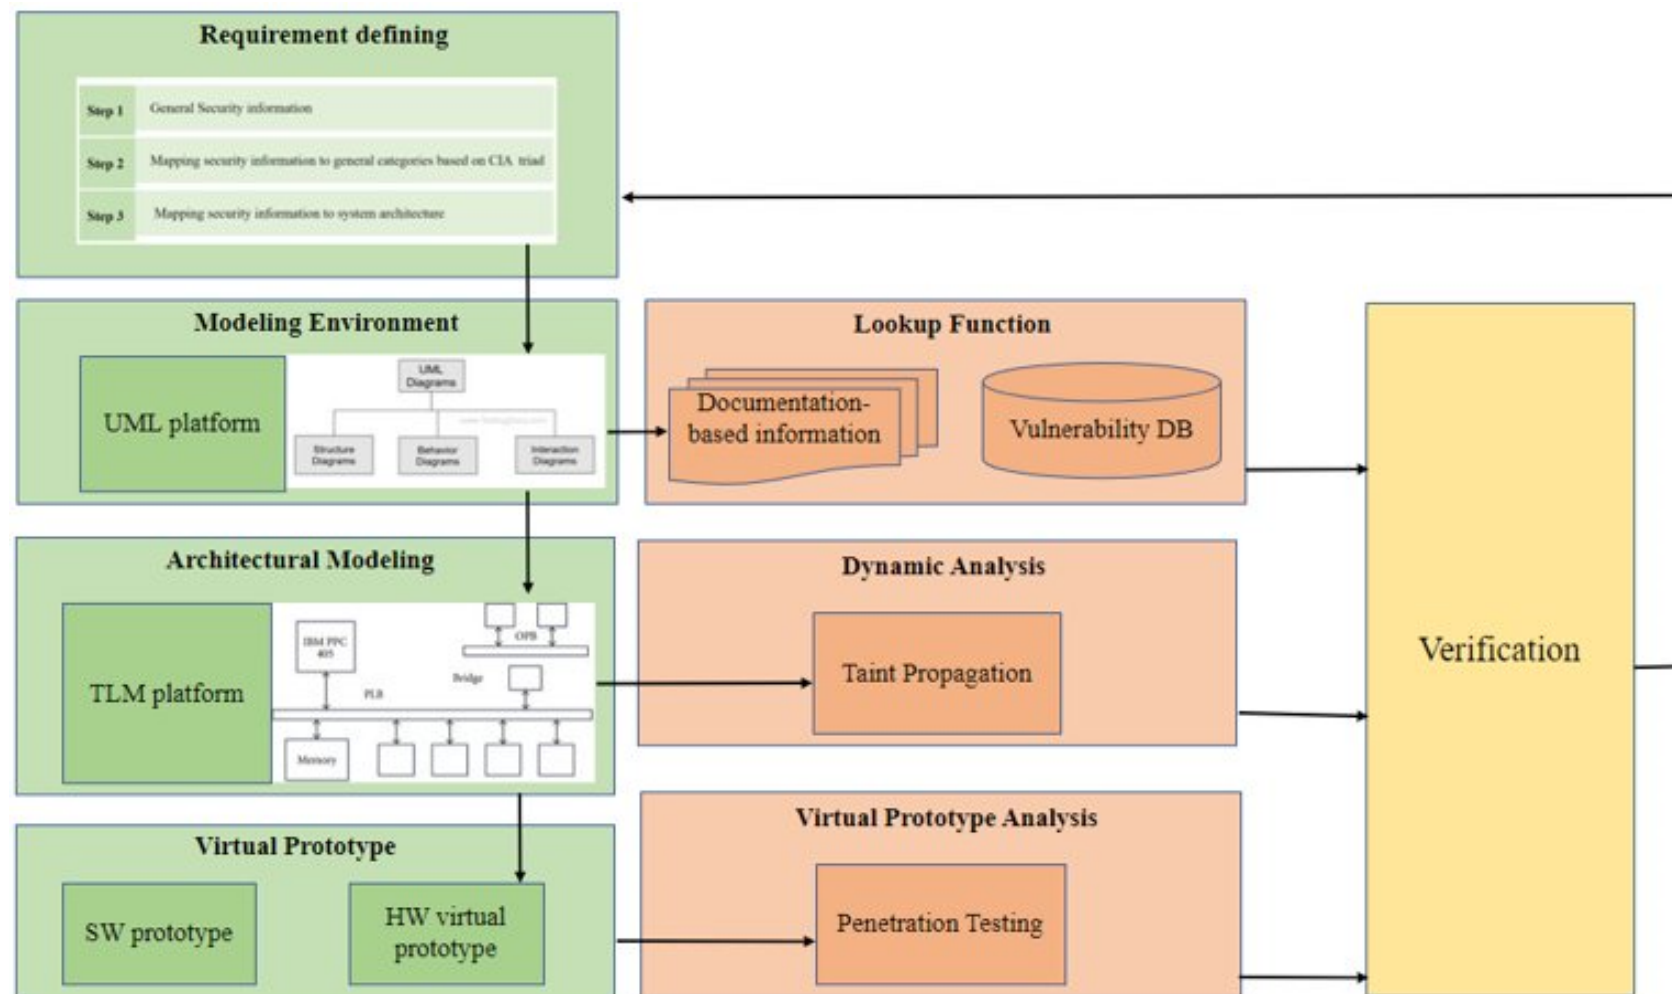 Requirement defining
Step 1 General Security information
Step 2 Mapping security information to general categories based on CIA triad
Step 3 Mapping security information to system architecture
Modeling Environment
UML platform
UML
Diagrams
Structure
Diagrams
Behavior
Diagrams
Interaction
Diagrams
Lookup Function
Documentation-
based information
Vulnerability DB
Architectural Modeling
TLM platform
IBM PPC
405
OPB
Bridge
PLB
Memory
Dynamic Analysis
Taint Propagation
Virtual Prototype
SW prototype
HW virtual
prototype
Virtual Prototype Analysis
Penetration Testing
Verification